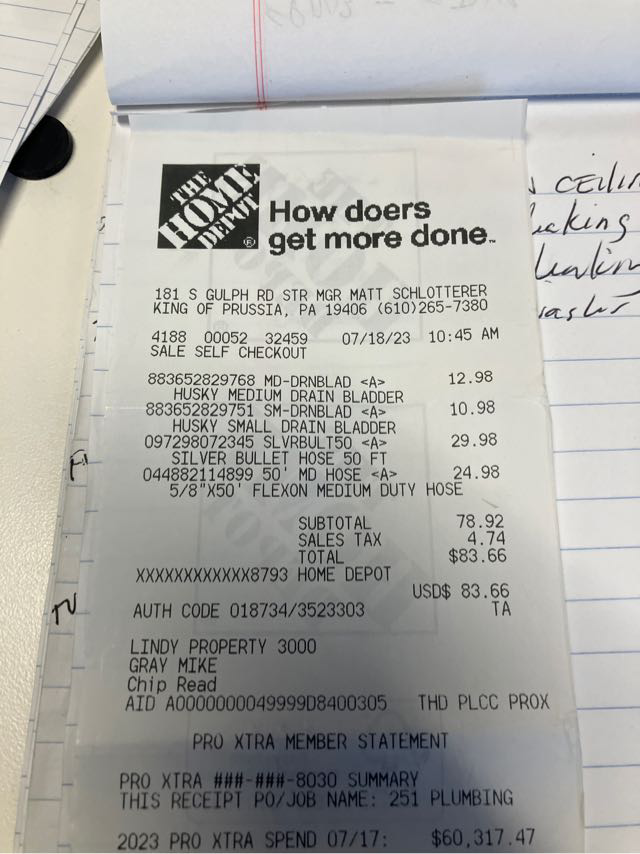 THE
HOME
DEPOT
®
How doers
get more done™
181 S GULPH RD STR MGR MATT SCHLOTTERER
KING OF PRUSSIA, PA 19406 (610)265-7380
4188 00052 32459 07/18/23 10:45 AM
SALE SELF CHECKOUT
883652829768 MD-DRNBLAD <A> 12.98
HUSKY MEDIUM DRAIN BLADDER
883652829751 SM-DRNBLAD <A> 10.98
HUSKY SMALL DRAIN BLADDER
097298072345 SLVRBULT50 <A> 29.98
SILVER BULLET HOSE 50 FT
044882114899 50' MD HOSE <A> 24.98
5/8"X50' FLEXON MEDIUM DUTY HOSE
SUBTOTAL 78.92
SALES TAX 4.74
TOTAL $83.66
XXXXXXXXXXXX8793 HOME DEPOT
USD$ 83.66
AUTH CODE 018734/3523303 TA
LINDY PROPERTY 3000
GRAY MIKE
Chip Read
AID A0000000049999D8400305 THD PLCC PROX
PRO XTRA MEMBER STATEMENT
PRO XTRA ###-###-8030 SUMMARY
THIS RECEIPT PO/JOB NAME: 251 PLUMBING
2023 PRO XTRA SPEND 07/17: $60,317.47